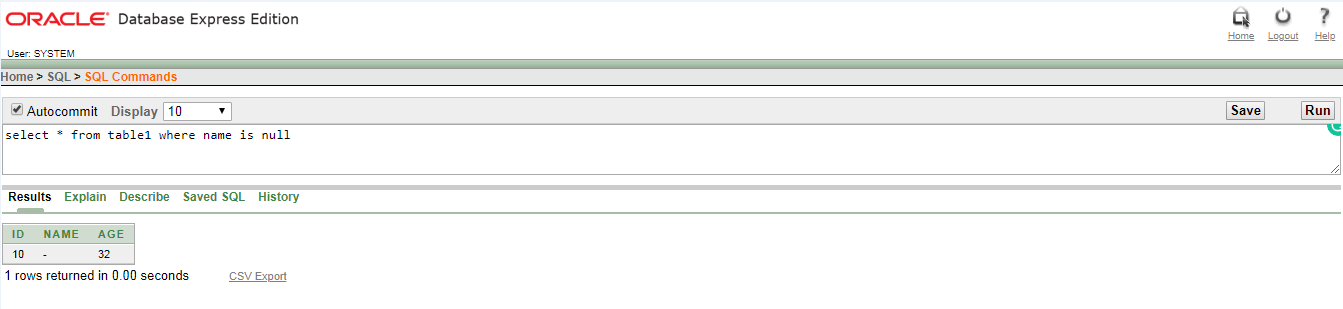 ORACLE Database Express Edition
Home Logout Help
User: SYSTEM
Home > SQL > SQL Commands
Autocommit Display 10 Save Run
select * from table1 where name is null
Results Explain Describe Saved SQL History
ID NAME AGE
10 - 32
1 rows returned in 0.00 seconds CSV Export